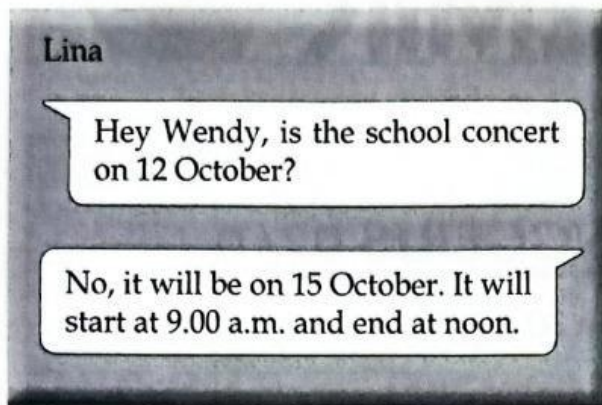 Lina
Hey Wendy, is the school concert
on 12 October?
No, it will be on 15 October. It will
start at 9.00 a.m. and end at noon.